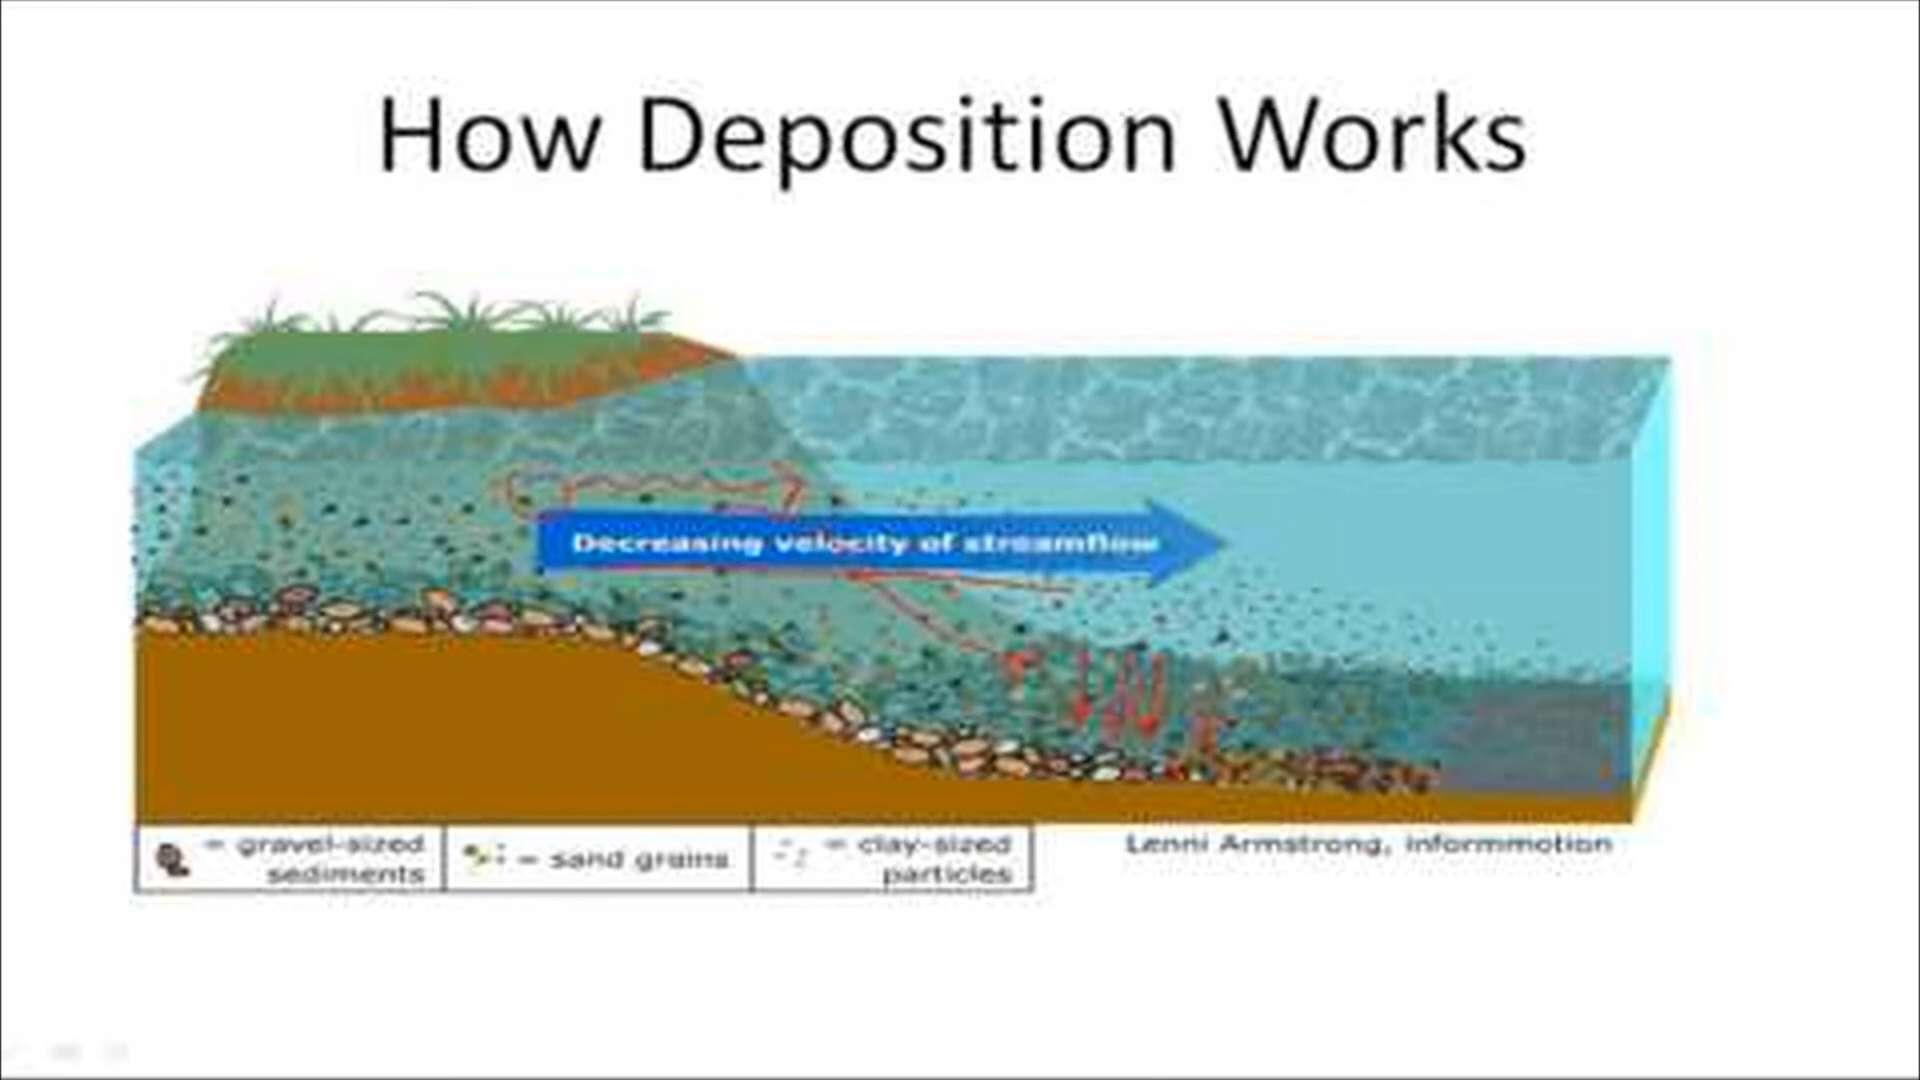 How Deposition Works
Decreasing velocity of streamflow
= gravel-sized
sediments
= sand grains
= clay-sized
particles
Lenni Armstrong, informmotion